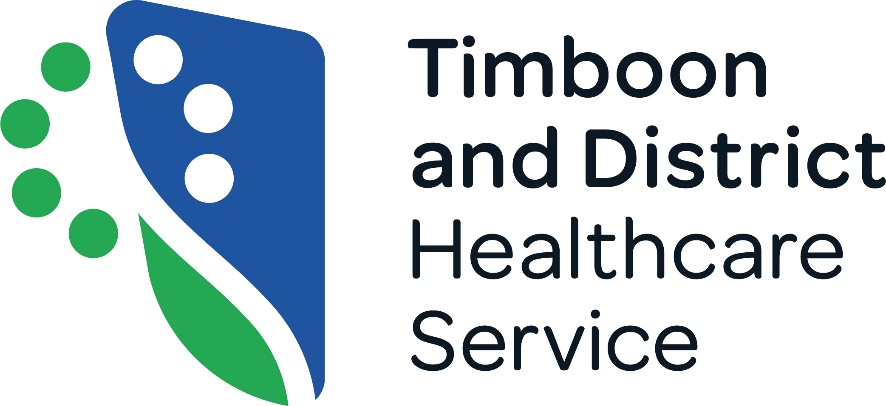 Timboon
and District
Healthcare
Service